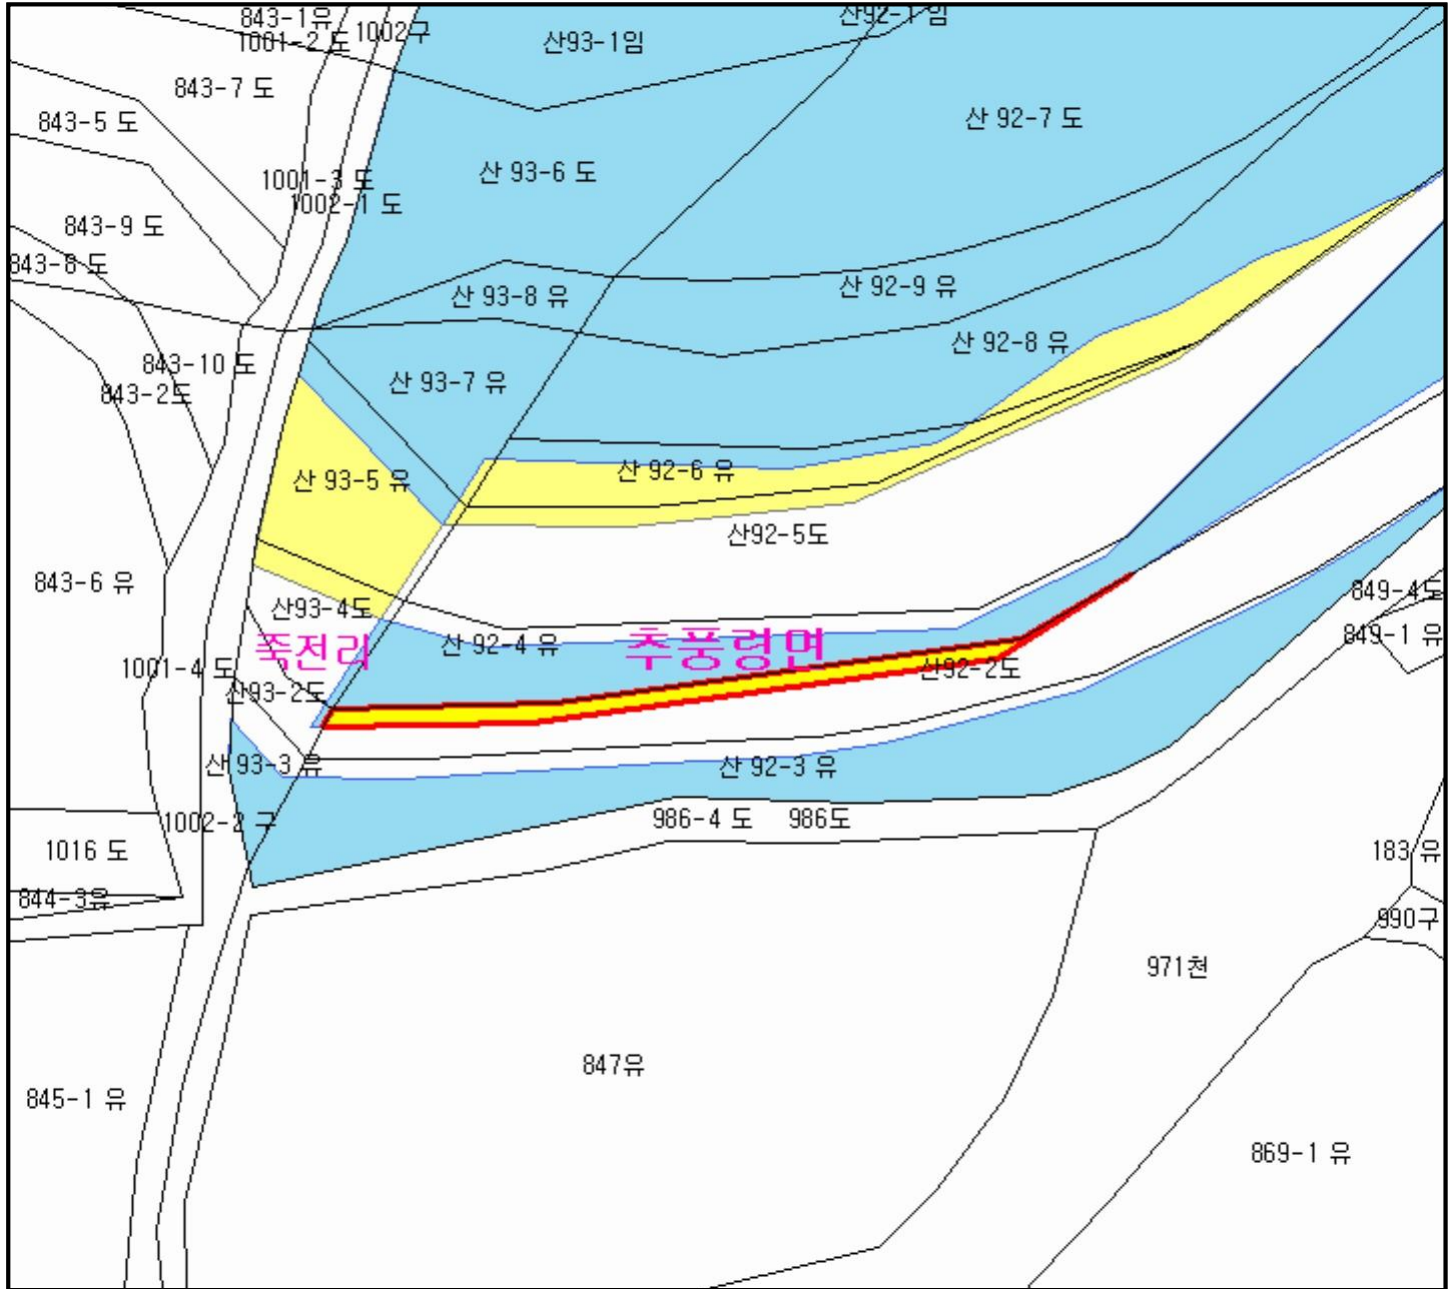 843-1유
1001-2 도
1002구
산93-1임
산92-1 임
843-7 도
843-5 도
산 92-7 도
산 93-6 도
1001-3 도
1002-1 도
843-9 도
843-8 도
산 93-8 유
산 92-9 유
산 92-8 유
843-10 도
843-2도
산 93-7 유
산 93-5 유
산 92-6 유
산92-5도
843-6 유
849-4도
산93-4도
849-1 유
죽전리
산 92-4 유
추풍령면
1001-4 도
산93-2도
산92-2도
산 93-3 유
산 92-3 유
1002-2 구
986-4 도
986도
1016 도
183 유
844-3유
990구
971천
847유
845-1 유
869-1 유